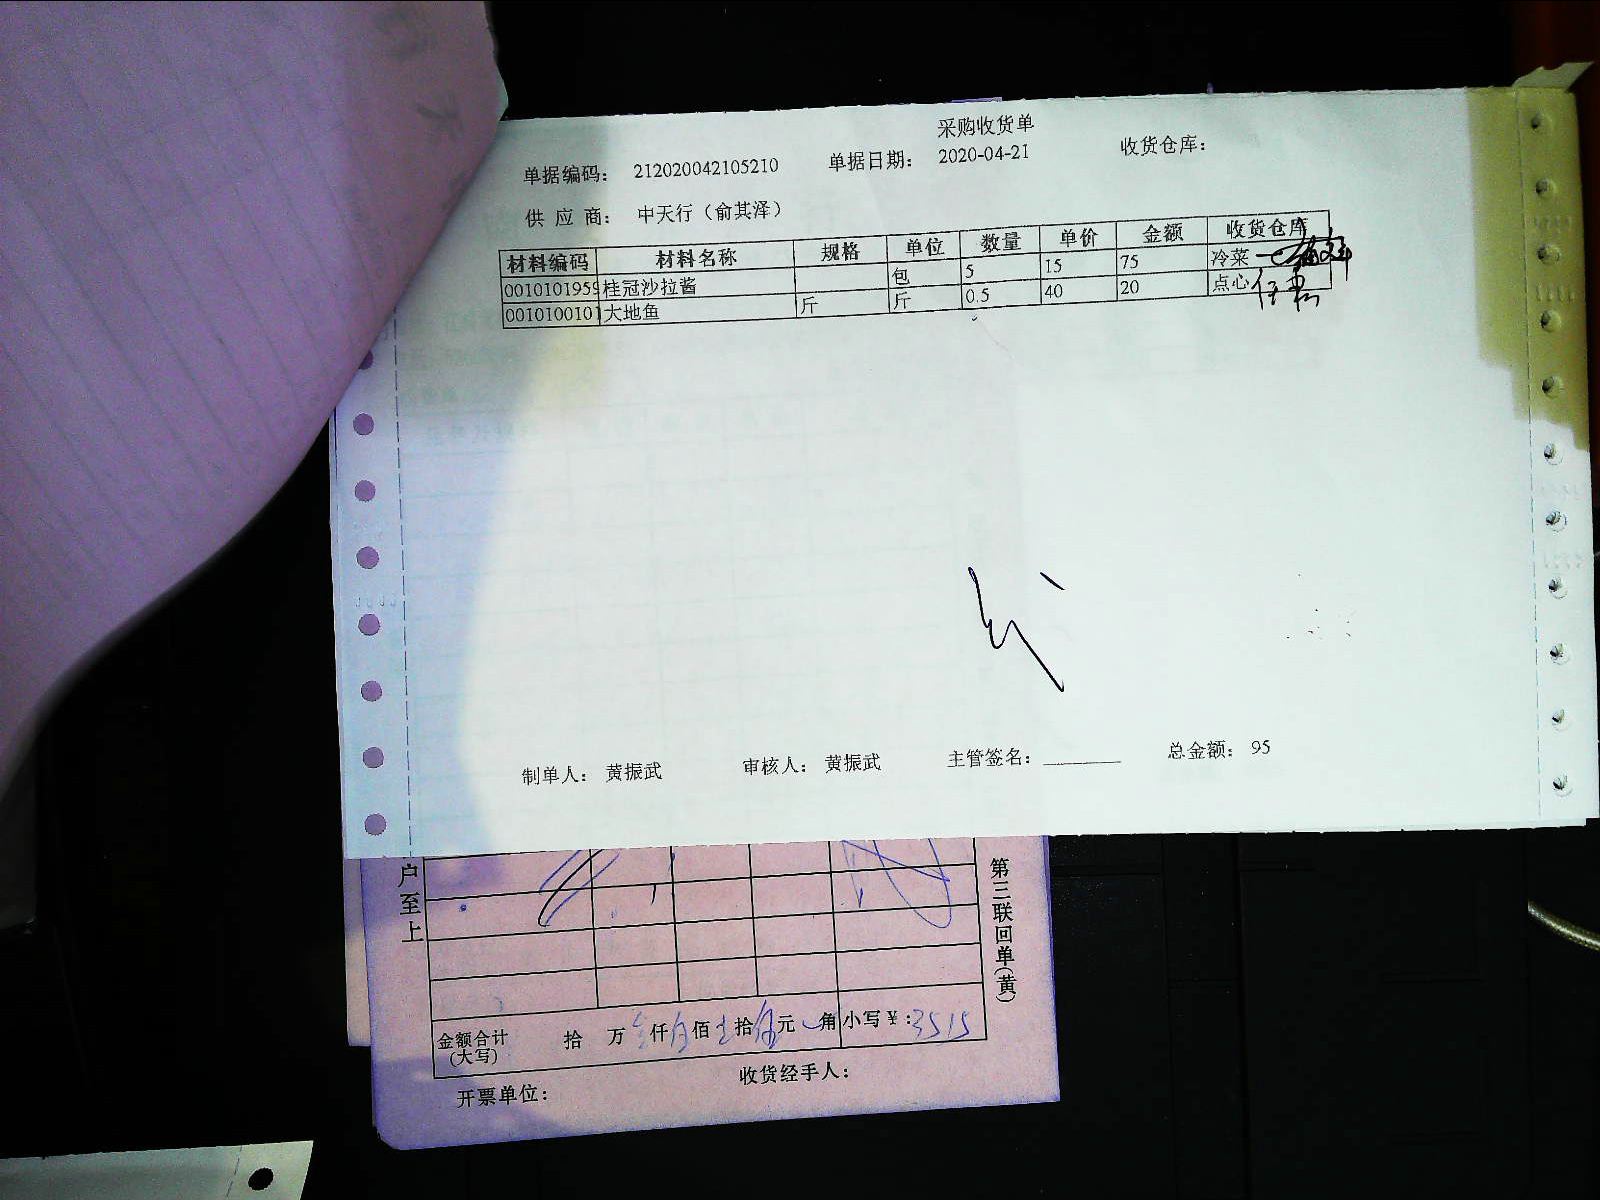 采购收货单
单据编码： 212020042105210 单据日期： 2020-04-21 收货仓库：
供 应 商： 中天行（俞其泽）
材料编码 材料名称 规格 单位 数量 单价 金额 收货仓库
0010101959 桂冠沙拉酱 包 5 15 75 冷菜
001010010 大地鱼 斤 斤 0.5 40 20 点心
制单人： 黄振武 审核人： 黄振武 主管签名： 总金额： 95
户至上
第三联回单(黄)
金额合计(大写) 拾 万 仟 佰 拾 元 角 小写¥:3515
开票单位： 收货经手人：